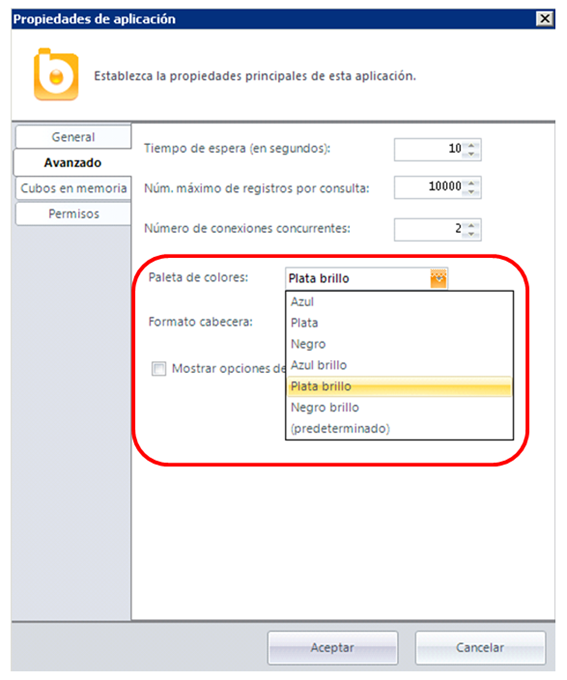 Propiedades de aplicación
Establezca la propiedades principales de esta aplicación.
General
Avanzado
Cubos en memoria
Permisos
Tiempo de espera (en segundos): 10
Núm. máximo de registros por consulta: 10000
Número de conexiones concurrentes: 2
Paleta de colores: Plata brillo
Azul
Formato cabecera: Plata
Negro
Mostrar opciones de Azul brillo
Plata brillo
Negro brillo
(predeterminado)
Aceptar Cancelar